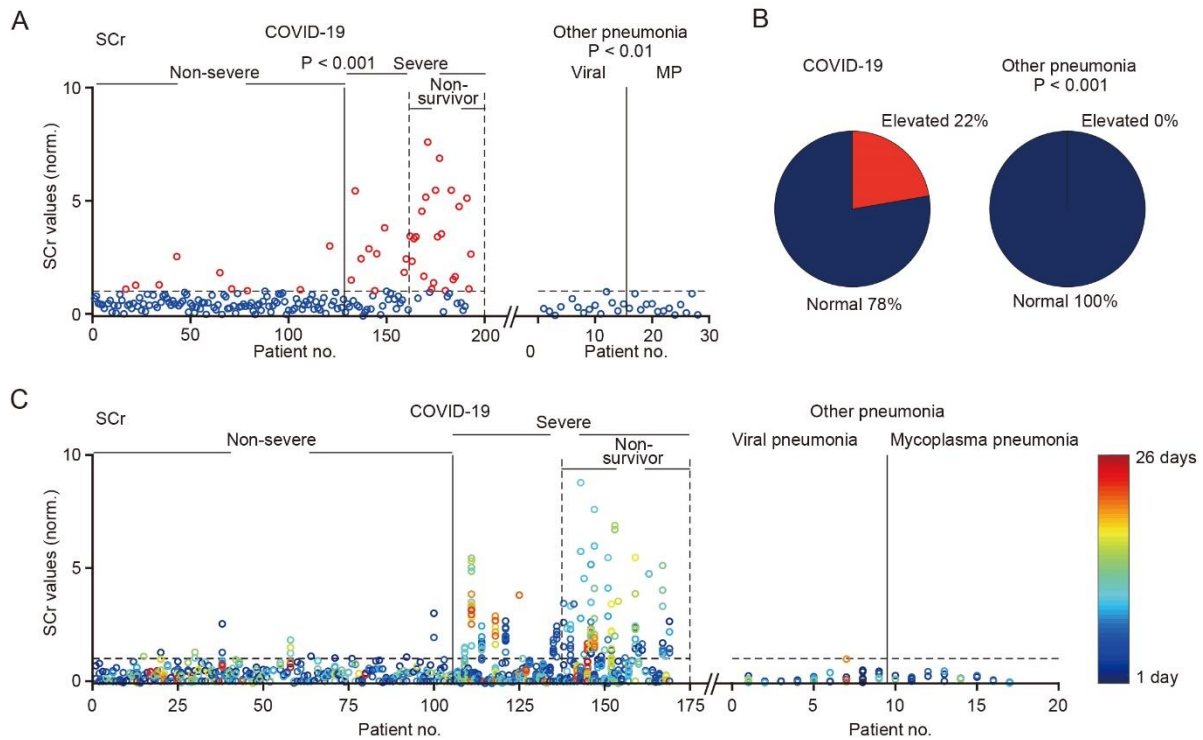 A
SCr
COVID-19
Other pneumonia
P < 0.01
P < 0.001
Severe
Viral
MP
Non-severe
Non-
survivor
10
5
0
SCr values (norm.)
0
50
100
150
200
0
10
20
30
Patient no.
Patient no.
B
COVID-19
Other pneumonia
P < 0.001
Elevated 22%
Elevated 0%
Normal 78%
Normal 100%
C
SCr
COVID-19
Other pneumonia
Severe
Non-severe
Non-
survivor
Viral pneumonia
Mycoplasma pneumonia
10
5
0
SCr values (norm.)
26 days
1 day
0
25
50
75
100
125
150
175
0
5
10
15
20
Patient no.
Patient no.